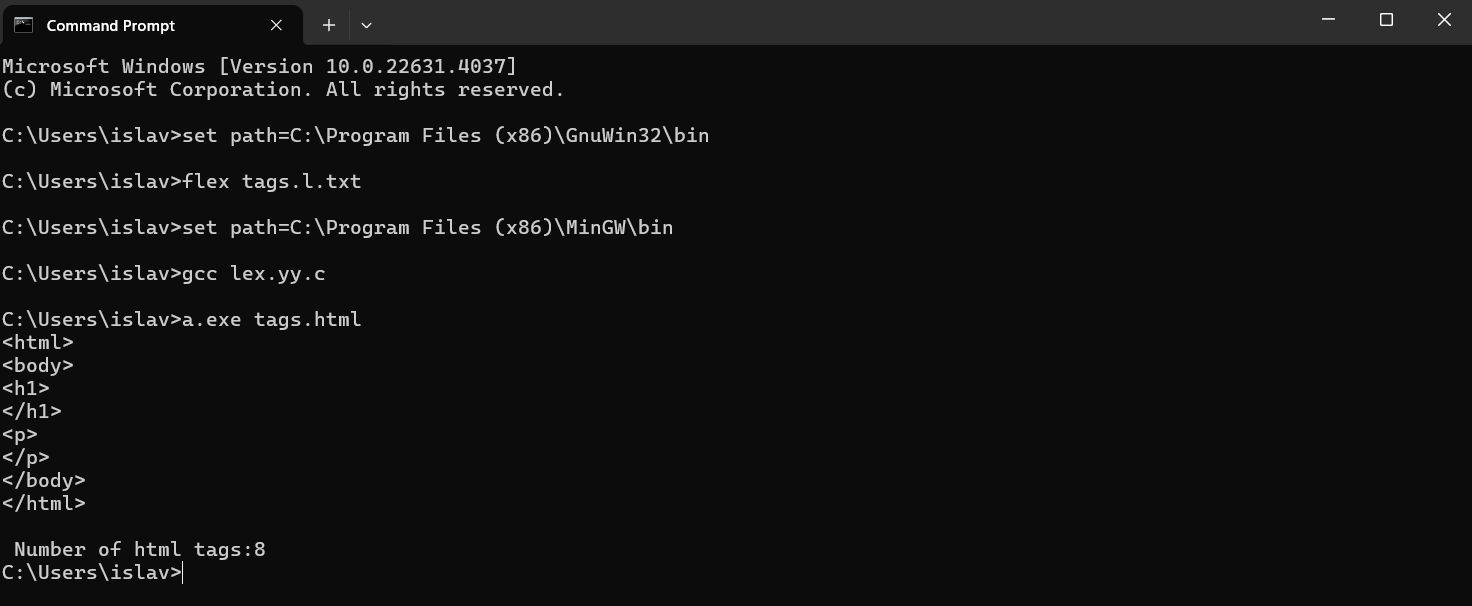 Command Prompt
Microsoft Windows [Version 10.0.22631.4037]
(c) Microsoft Corporation. All rights reserved.
C:\Users\islav>set path=C:\Program Files (x86)\GnuWin32\bin
C:\Users\islav>flex tags.l.txt
C:\Users\islav>set path=C:\Program Files (x86)\MinGW\bin
C:\Users\islav>gcc lex.yy.c
C:\Users\islav>a.exe tags.html
<html>
<body>
<h1>
</h1>
<p>
</p>
</body>
</html>
Number of html tags:8
C:\Users\islav>